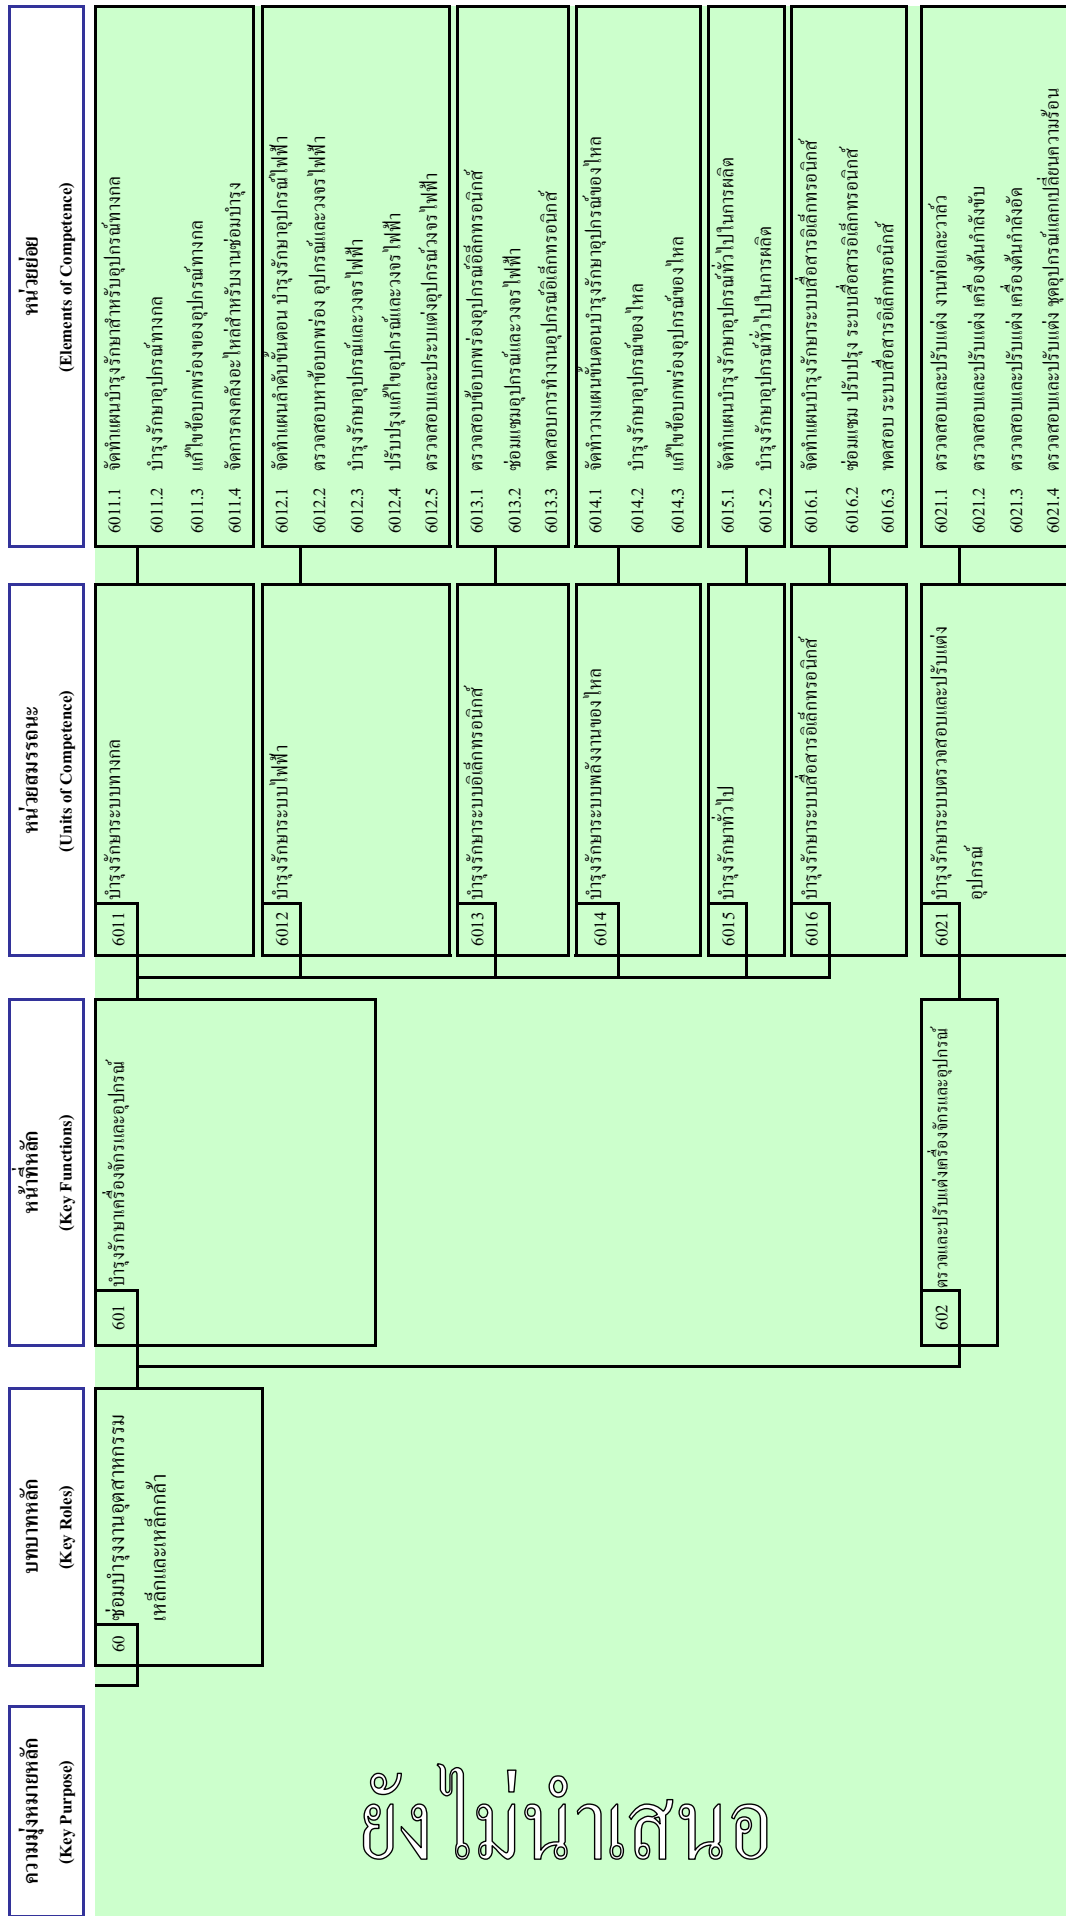 ความมุ่งหมายหลัก
(Key Purpose)
บทบาทหลัก
(Key Roles)
หน้าที่หลัก
(Key Functions)
หน่วยสมรรถนะ
(Units of Competence)
หน่วยย่อย
(Elements of Competence)
ยังไม่นำเสนอ
60 ซ่อมบำรุงงานอุตสาหกรรม
เหล็กและเหล็กกล้า
601 บำรุงรักษาเครื่องจักรและอุปกรณ์
6011 บำรุงรักษาระบบทางกล
6011.1 จัดทำแผนบำรุงรักษาสำหรับอุปกรณ์ทางกล
6011.2 บำรุงรักษาอุปกรณ์ทางกล
6011.3 แก้ไขข้อบกพร่องของอุปกรณ์ทางกล
6011.4 จัดการคงคลังอะไหล่สำหรับงานซ่อมบำรุง
6012 บำรุงรักษาระบบไฟฟ้า
6012.1 จัดทำแผนลำดับขั้นตอน บำรุงรักษาอุปกรณ์ไฟฟ้า
6012.2 ตรวจสอบหาข้อบกพร่อง อุปกรณ์และวงจรไฟฟ้า
6012.3 บำรุงรักษาอุปกรณ์และวงจรไฟฟ้า
6012.4 ปรับปรุงแก้ไขอุปกรณ์และวงจรไฟฟ้า
6012.5 ตรวจสอบและประบแต่งอุปกรณ์วงจรไฟฟ้า
6013 บำรุงรักษาระบบอิเล็กทรอนิกส์
6013.1 ตรวจสอบข้อบกพร่องอุปกรณ์อิล็กทรอนิกส์
6013.2 ซ่อมแซมอุปกรณ์และวงจรไฟฟ้า
6013.3 ทดสอบการทำงานอุปกรณ์อิเล็กทรอนิกส์
6014 บำรุงรักษาระบบพลังงานของไหล
6014.1 จัดทำวางแผนขั้นตอนบำรุงรักษาอุปกรณ์ของไหล
6014.2 บำรุงรักษาอุปกรณ์ของไหล
6014.3 แก้ไขข้อบกพร่องอุปกรณ์ของไหล
6015 บำรุงรักษาทั่วไป
6015.1 จัดทำแผนบำรุงรักษาอุปกรณ์ทั่วไปในการผลิต
6015.2 บำรุงรักษาอุปกรณ์ทั่วไปในการผลิต
6016 บำรุงรักษาระบบสื่อสารอิเล็กทรอนิกส์
6016.1 จัดทำแผนบำรุงรักษาระบบสื่อสารอิเล็กทรอนิกส์
6016.2 ซ่อมแซม ปรับปรุง ระบบสื่อสารอิเล็กทรอนิกส์
6016.3 ทดสอบ ระบบสื่อสารอิเล็กทรอนิกส์
602 ตรวจและปรับแต่งเครื่องจักรและอุปกรณ์
6021 บำรุงรักษาระบบตรวจสอบและปรับแต่ง
อุปกรณ์
6021.1 ตรวจสอบและปรับแต่ง งานท่อและวาล์ว
6021.2 ตรวจสอบและปรับแต่ง เครื่องต้นกำลังขับ
6021.3 ตรวจสอบและปรับแต่ง เครื่องต้นกำลังอัด
6021.4 ตรวจสอบและปรับแต่ง ชุดอุปกรณ์แลกเปลี่ยนความร้อน